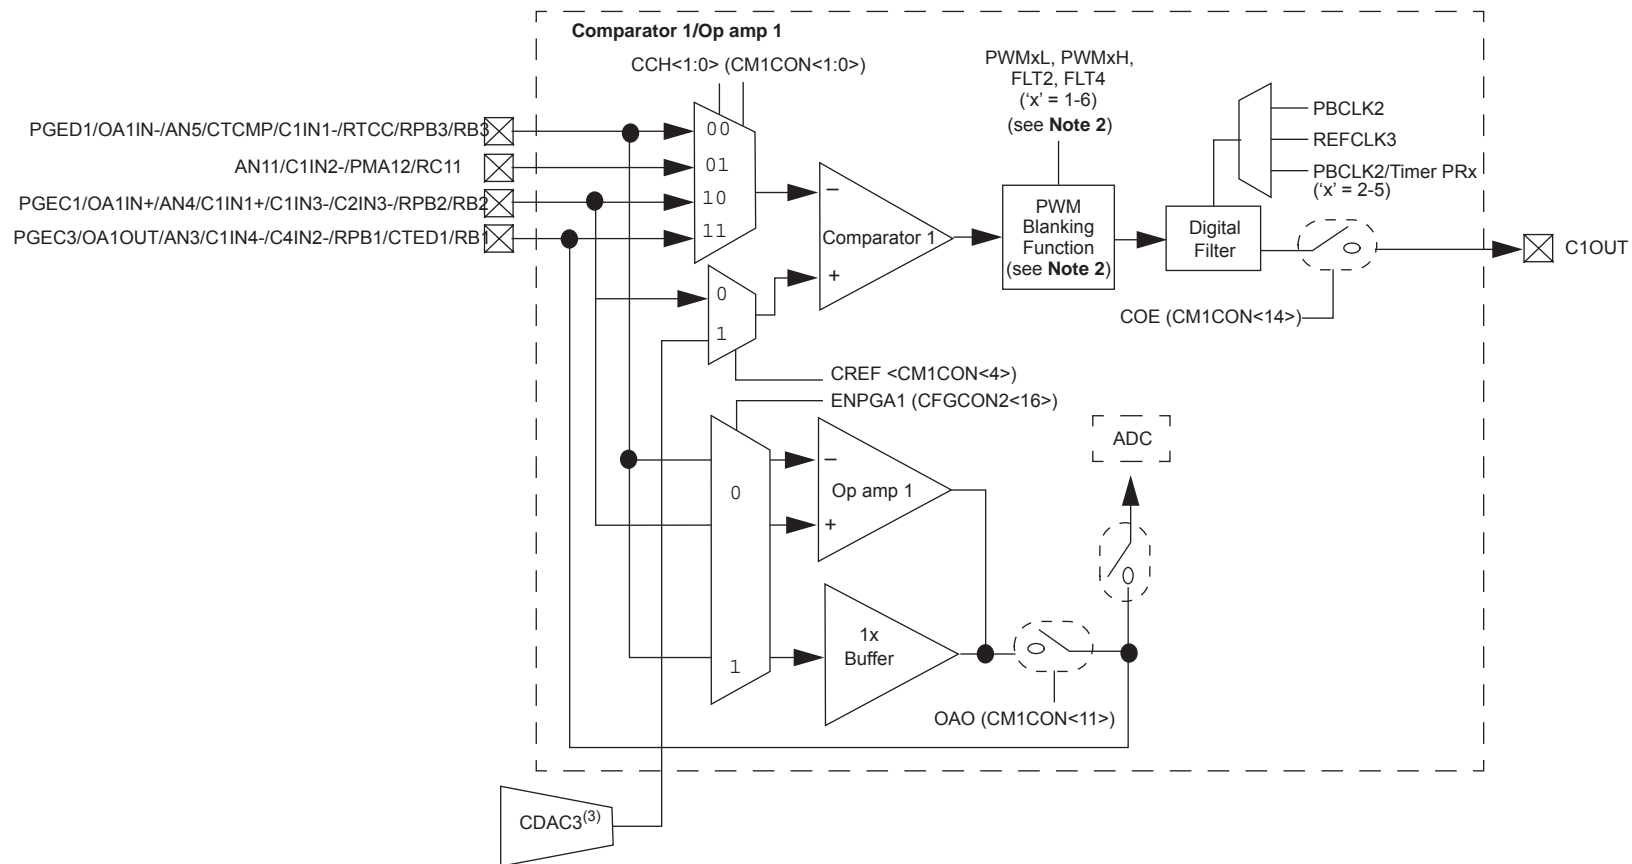 Comparator 1/Op amp 1
CCH<1:0> (CM1CON<1:0>)
PWMxL, PWMxH,
FLT2, FLT4
(‘x’ = 1-6)
(see Note 2)
PBCLK2
REFCLK3
PBCLK2/Timer PRx
(‘x’ = 2-5)
PGED1/OA1IN-/AN5/CTCMP/C1IN1-/RTCC/RPB3/RB3
AN11/C1IN2-/PMA12/RC11
PGEC1/OA1IN+/AN4/C1IN1+/C1IN3-/C2IN3-/RPB2/RB2
PGEC3/OA1OUT/AN3/C1IN4-/C4IN2-/RPB1/CTED1/RB1
00
01
10
11
–
Comparator 1
+
PWM
Blanking
Function
(see Note 2)
Digital
Filter
C1OUT
COE (CM1CON<14>)
0
1
CREF <CM1CON<4>)
ENPGA1 (CFGCON2<16>)
ADC
0
1
–
Op amp 1
+
1x
Buffer
OAO (CM1CON<11>)
CDAC3(3)